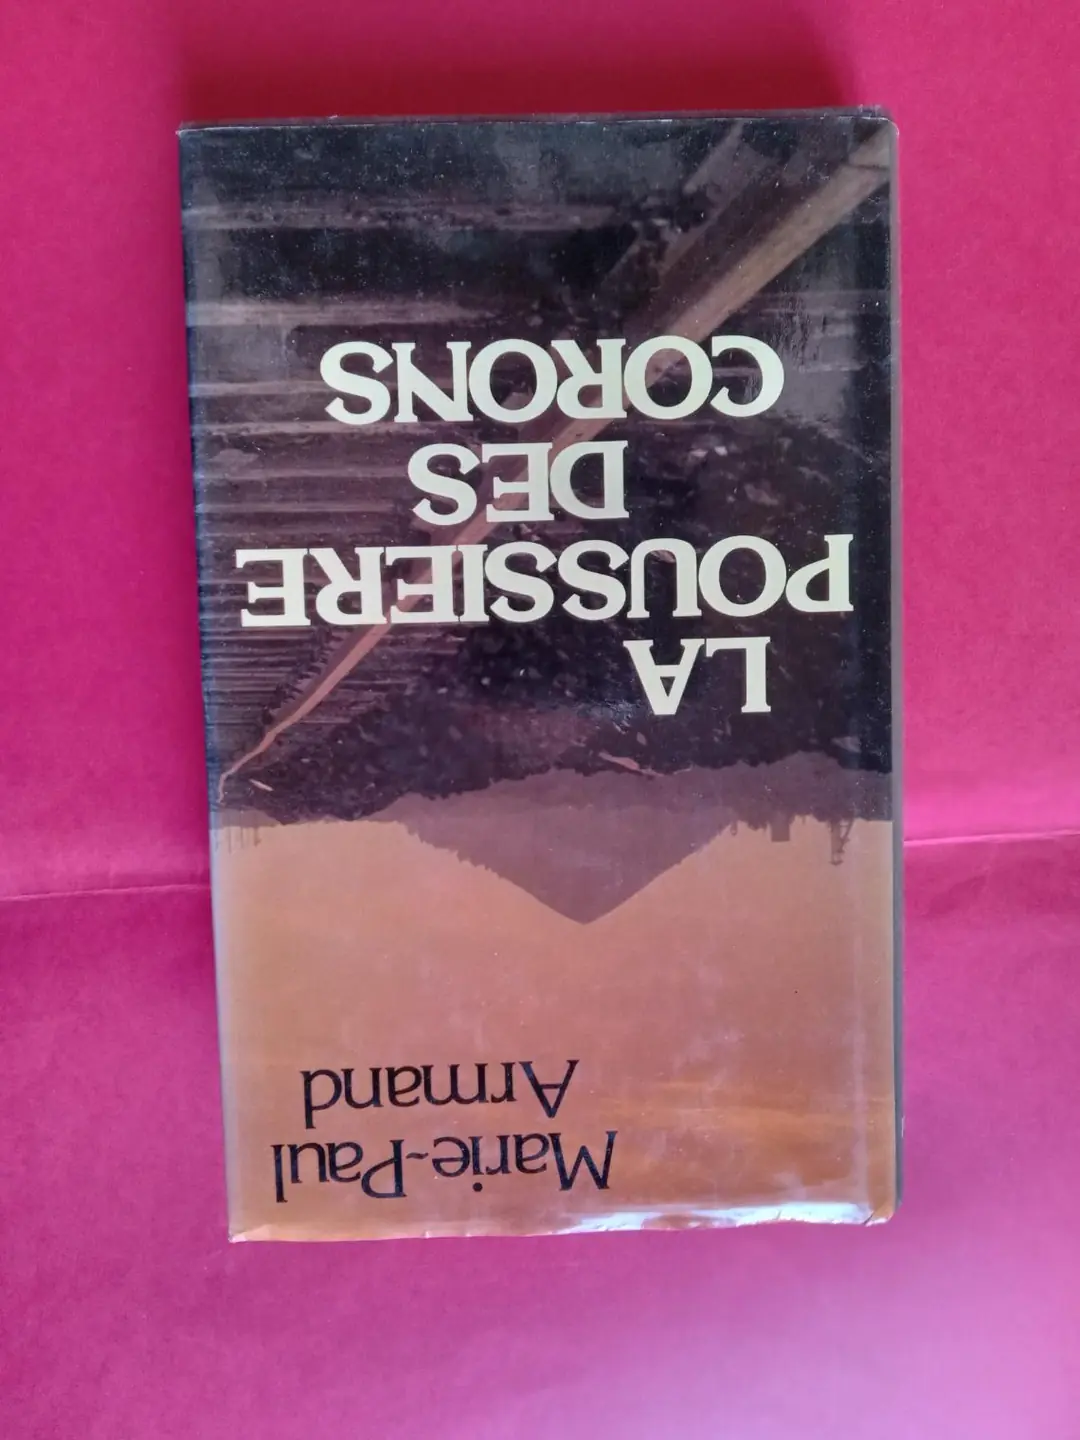 Marie-Paul
Armand
LA
POUSSIERE
DES
CORONS